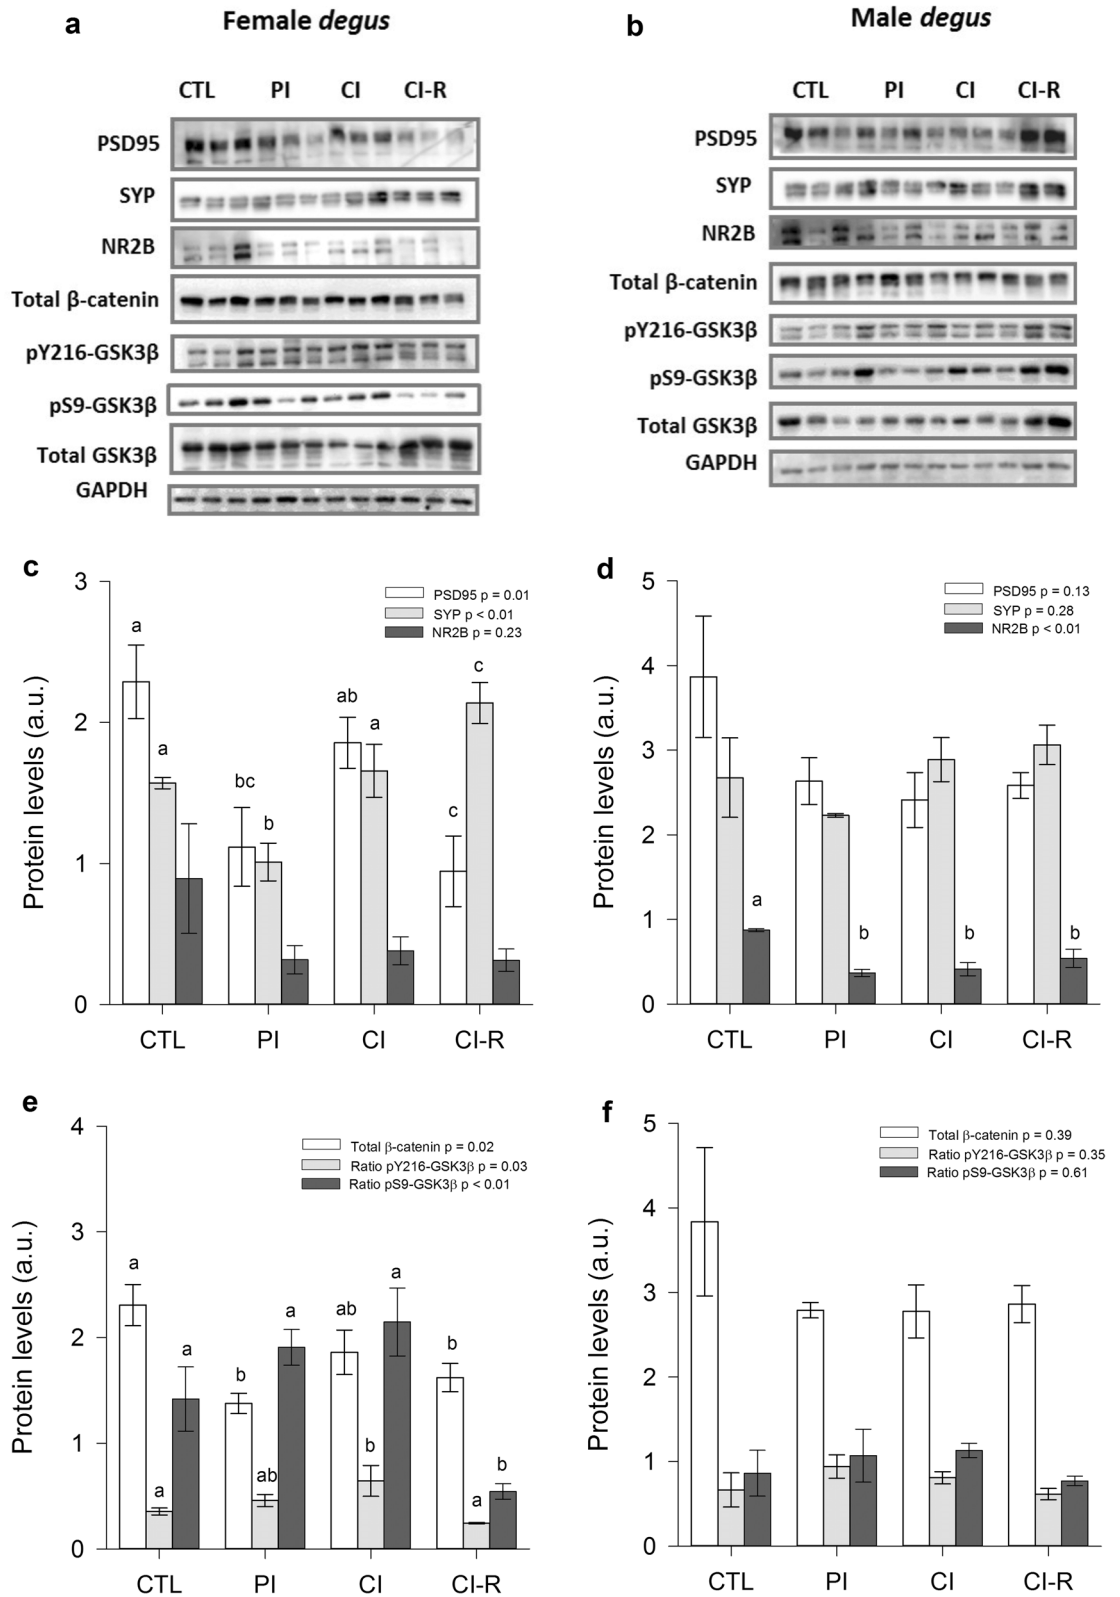 a
Female degus
CTL PI CI CI-R
PSD95
SYP
NR2B
Total β-catenin
pY216-GSK3β
pS9-GSK3β
Total GSK3β
GAPDH
b
Male degus
CTL PI CI CI-R
PSD95
SYP
NR2B
Total β-catenin
pY216-GSK3β
pS9-GSK3β
Total GSK3β
GAPDH
c
Protein levels (a.u.)
3
2
1
0
PSD95 p = 0.01
SYP p < 0.01
NR2B p = 0.23
a
a
bc
b
ab
a
c
c
CTL PI CI CI-R
d
Protein levels (a.u.)
5
4
3
2
1
0
PSD95 p = 0.13
SYP p = 0.28
NR2B p < 0.01
a
b
b
b
CTL PI CI CI-R
e
Protein levels (a.u.)
4
3
2
1
0
Total β-catenin p = 0.02
Ratio pY216-GSK3β p = 0.03
Ratio pS9-GSK3β p < 0.01
a
a
a
b
ab
a
ab
b
a
b
a
b
CTL PI CI CI-R
f
Protein levels (a.u.)
5
4
3
2
1
0
Total β-catenin p = 0.39
Ratio pY216-GSK3β p = 0.35
Ratio pS9-GSK3β p = 0.61
CTL PI CI CI-R